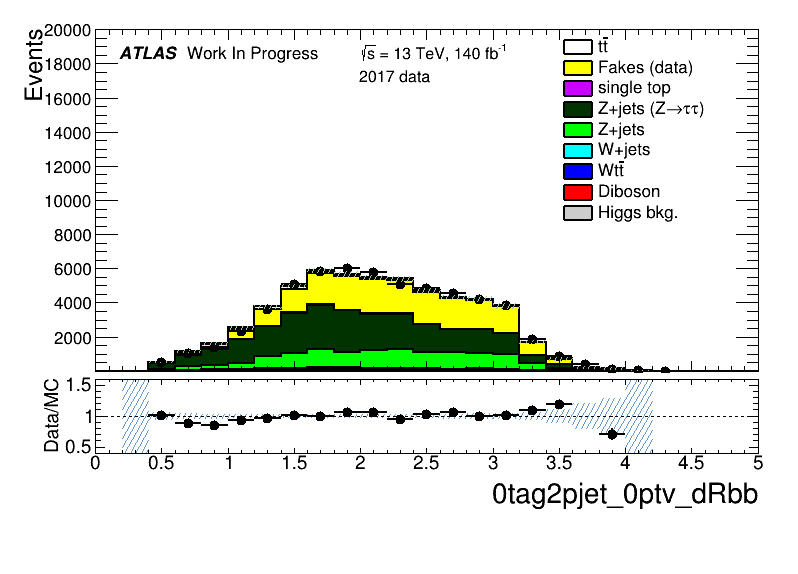 ATLAS Work In Progress
√s = 13 TeV, 140 fb⁻¹
2017 data
Events
20000
18000
16000
14000
12000
10000
8000
6000
4000
2000
tt̄
Fakes (data)
single top
Z+jets (Z→ττ)
Z+jets
W+jets
Wtt̄
Diboson
Higgs bkg.
Data/MC
1.5
1
0.5
0 0.5 1 1.5 2 2.5 3 3.5 4 4.5 5
0tag2pjet_0ptv_dRbb